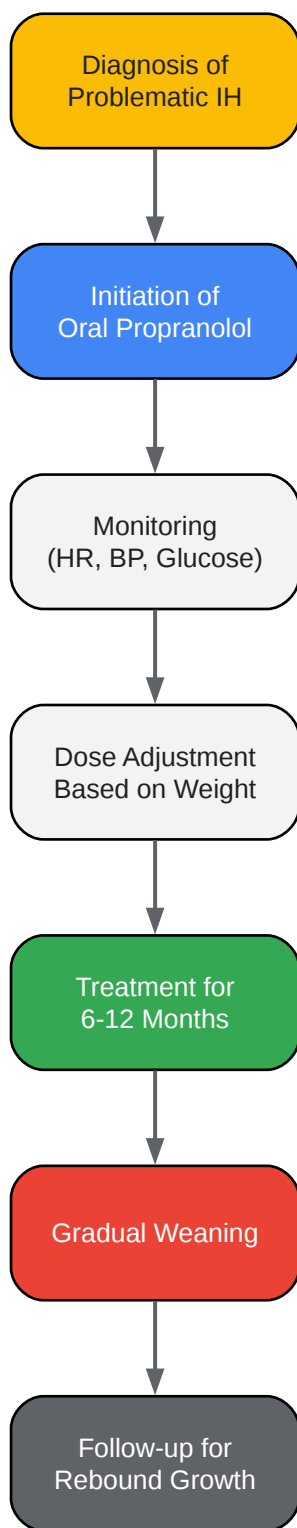 Diagnosis of
Problematic IH
Initiation of
Oral Propranolol
Monitoring
(HR, BP, Glucose)
Dose Adjustment
Based on Weight
Treatment for
6-12 Months
Gradual Weaning
Follow-up for
Rebound Growth